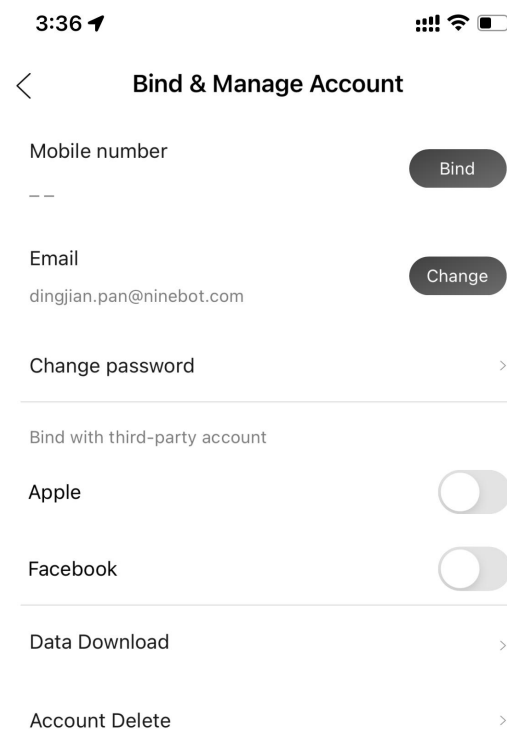 3:36
Bind & Manage Account
Mobile number
Bind
– –
Email
dingjian.pan@ninebot.com
Change
Change password
Bind with third-party account
Apple
Facebook
Data Download
Account Delete